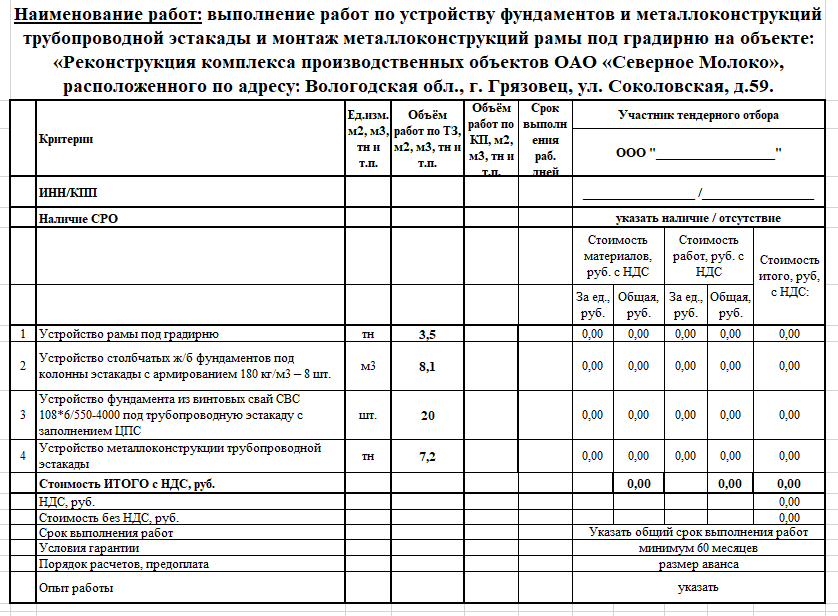 Наименование работ: выполнение работ по устройству фундаментов и металлоконструкций
трубопроводной эстакады и монтаж металлоконструкций рамы под градирню на объекте:
«Реконструкция комплекса производственных объектов ОАО «Северное Молоко»,
расположенного по адресу: Вологодская обл., г. Грязовец, ул. Соколовская, д.59.
Критерии
Ед.изм.
м2, м3,
тн и
т.п.
Объём
работ по ТЗ,
м2, м3, тн и
т.п.
Объём
работ по
КП, м2,
м3, тн и
т.п.
Срок
выполн
ения
раб.
дней
Участник тендерного отбора
ООО "___________________"
ИНН/КПП
__________________ /__________________
Наличие СРО
указать наличие / отсутствие
Стоимость
материалов,
руб. с НДС
Стоимость
работ, руб. с
НДС
Стоимость
итого, руб,
с НДС:
За ед.,
руб.
Общая,
руб.
За ед.,
руб.
Общая,
руб.
1 Устройство рамы под градирню тн 3,5 0,00 0,00 0,00 0,00 0,00
2 Устройство столбчатых ж/б фундаментов под
колонны эстакады с армированием 180 кг/м3 – 8 шт. м3 8,1 0,00 0,00 0,00 0,00 0,00
3 Устройство фундамента из винтовых свай СВС
108*6/550-4000 под трубопроводную эстакаду с
заполнением ЦПС шт. 20 0,00 0,00 0,00 0,00 0,00
4 Устройство металлоконструкции трубопроводной
эстакады тн 7,2 0,00 0,00 0,00 0,00 0,00
Стоимость ИТОГО с НДС, руб. 0,00 0,00 0,00
НДС, руб. 0,00
Стоимость без НДС, руб. 0,00
Срок выполнения работ Указать общий срок выполнения работ
Условия гарантии минимум 60 месяцев
Порядок расчетов, предоплата размер аванса
Опыт работы указать